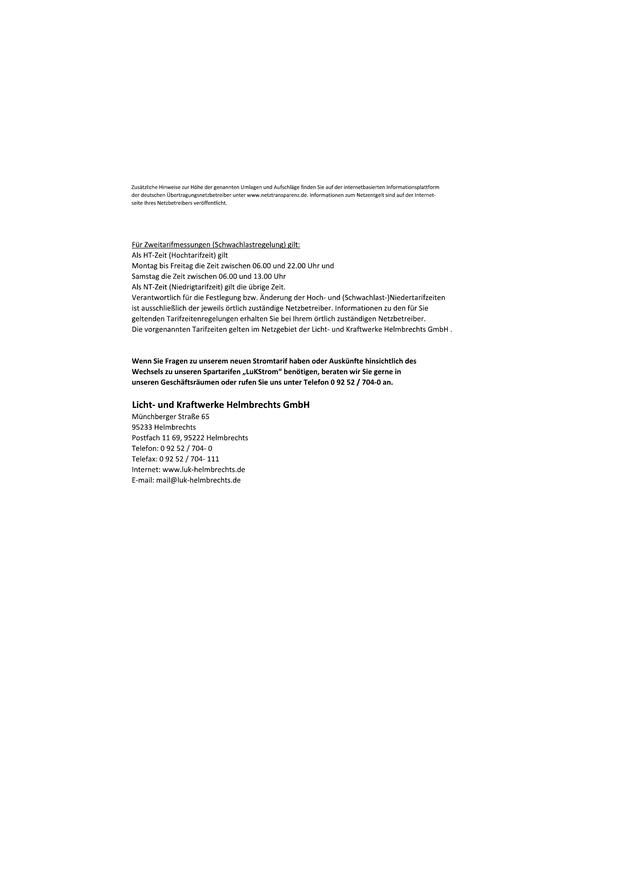 Zusätzliche Hinweise zur Höhe der genannten Umlagen und Aufschläge finden Sie auf der internetbasierten Informationsplattform
der deutschen Übertragungsnetzbetreiber unter www.netztransparenz.de. Informationen zum Netzentgelt sind auf der Internet-
seite Ihres Netzbetreibers veröffentlicht.
Für Zweitarifmessungen (Schwachlastregelung) gilt:
Als HT-Zeit (Hochtarifzeit) gilt
Montag bis Freitag die Zeit zwischen 06.00 und 22.00 Uhr und
Samstag die Zeit zwischen 06.00 und 13.00 Uhr
Als NT-Zeit (Niedrigtarifzeit) gilt die übrige Zeit.
Verantwortlich für die Festlegung bzw. Änderung der Hoch- und (Schwachlast-)Niedertarifzeiten
ist ausschließlich der jeweils örtlich zuständige Netzbetreiber. Informationen zu den für Sie
geltenden Tarifzeitenregelungen erhalten Sie bei Ihrem örtlich zuständigen Netzbetreiber.
Die vorgenannten Tarifzeiten gelten im Netzgebiet der Licht- und Kraftwerke Helmbrechts GmbH .
Wenn Sie Fragen zu unserem neuen Stromtarif haben oder Auskünfte hinsichtlich des
Wechsels zu unseren Spartarifen „LuKStrom“ benötigen, beraten wir Sie gerne in
unseren Geschäftsräumen oder rufen Sie uns unter Telefon 0 92 52 / 704-0 an.
Licht- und Kraftwerke Helmbrechts GmbH
Münchberger Straße 65
95233 Helmbrechts
Postfach 11 69, 95222 Helmbrechts
Telefon: 0 92 52 / 704- 0
Telefax: 0 92 52 / 704- 111
Internet: www.luk-helmbrechts.de
E-mail: mail@luk-helmbrechts.de